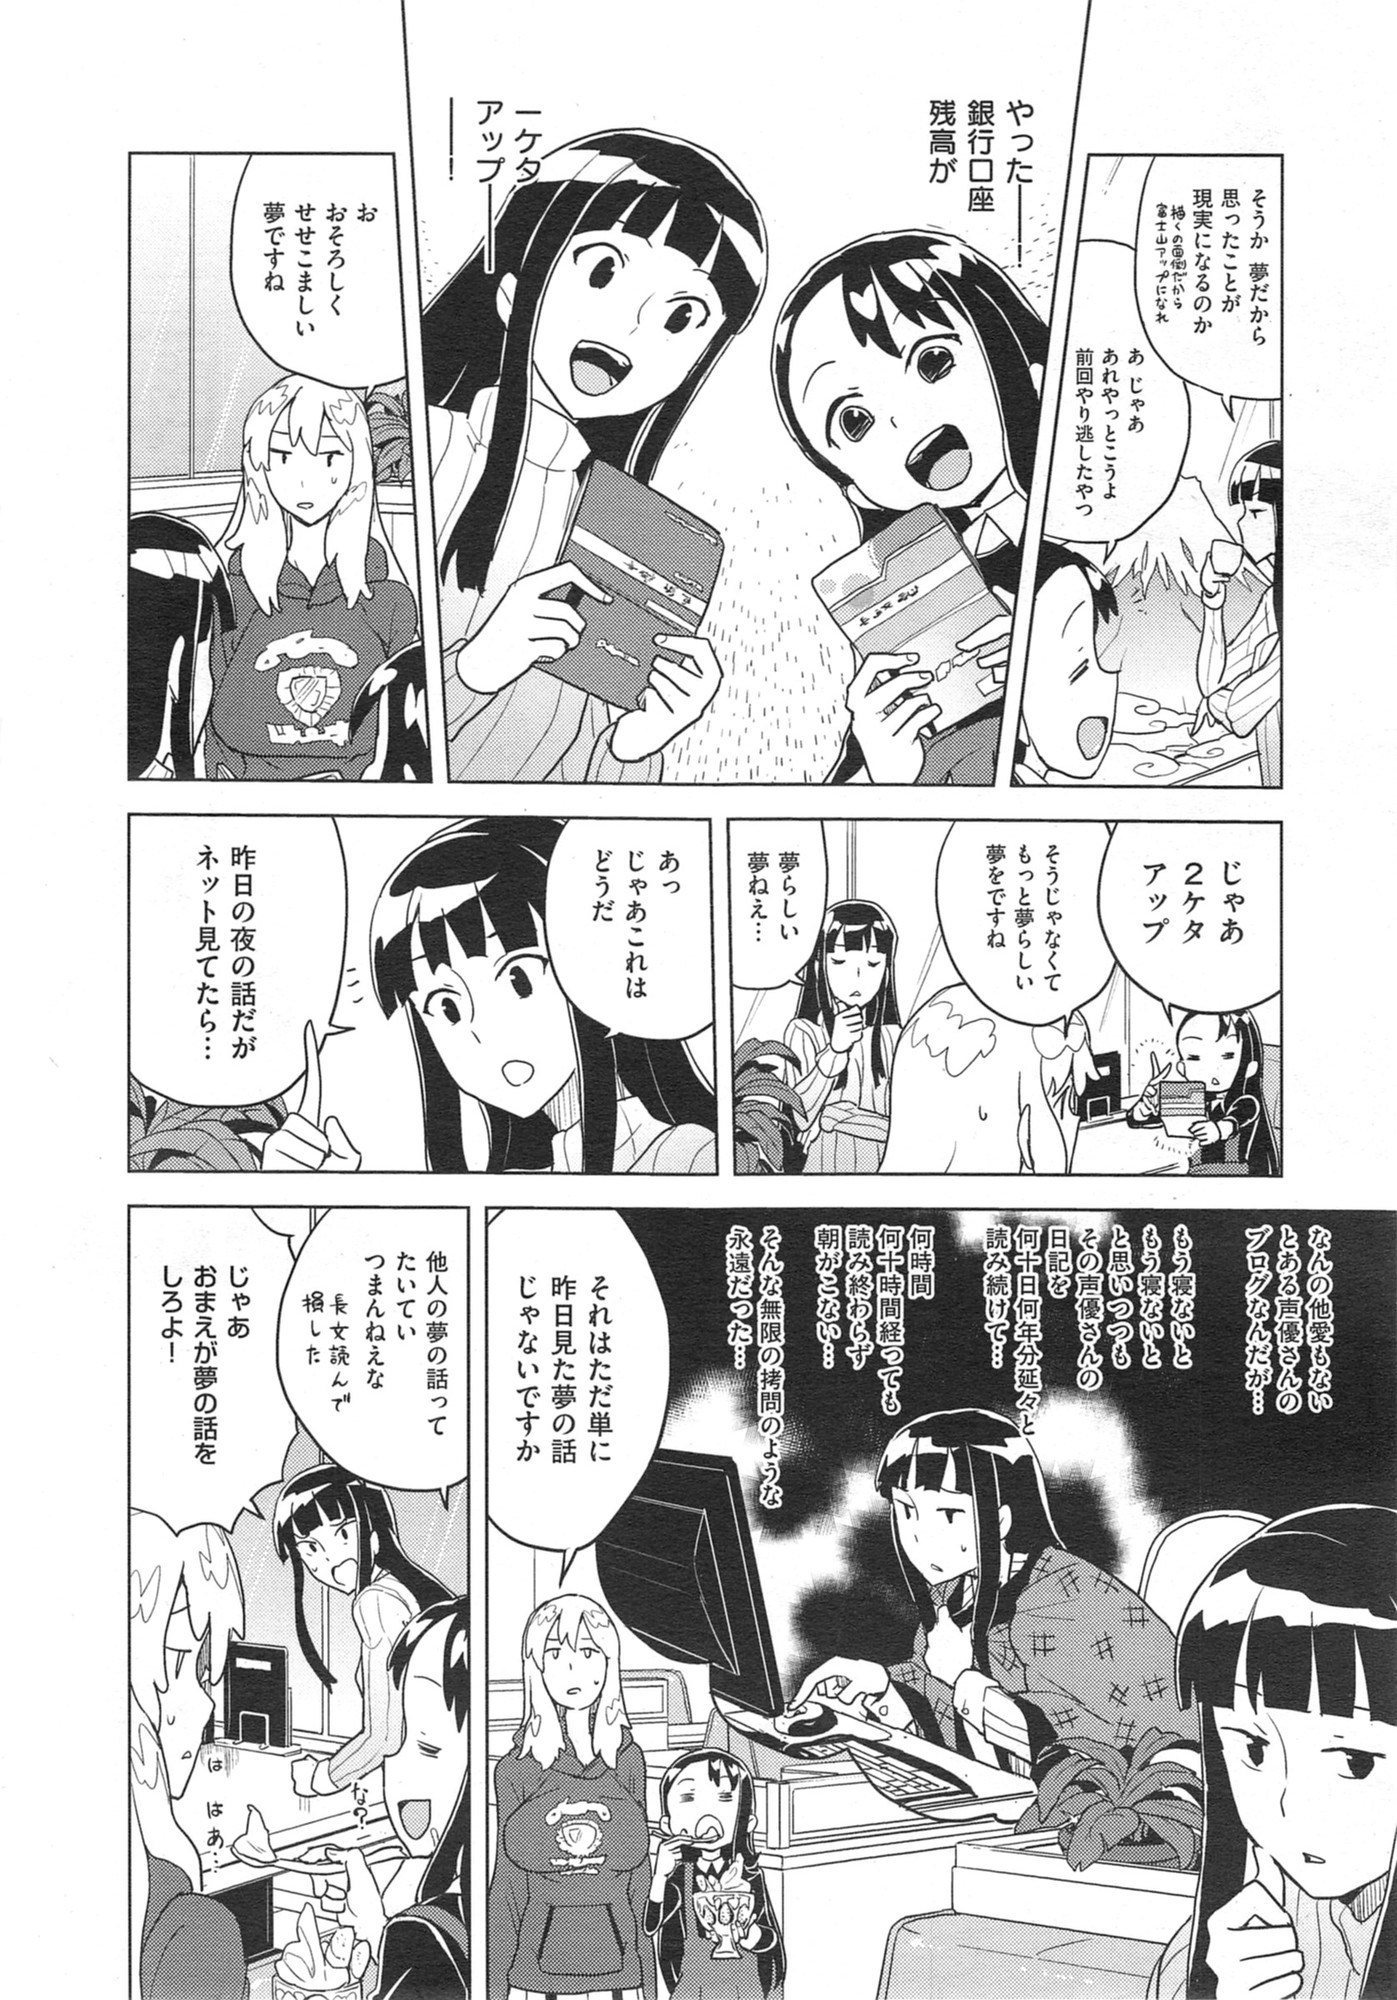 そうか 夢だから
思ったことが
現実になるのか
描くの面倒だから
富士山アップになれ
あ じゃあ
あれやっとこうよ
前回やり逃したやつ
やった――
銀行口座
残高が
一ケタ
アップ――
――！
お
おそろしく
せせこましい
夢ですね
じゃあ
2ケタ
アップ
そうじゃなくて
もっと夢らしい
夢をですね
夢らしい
夢ねえ…
あっ
じゃあこれは
どうだ
昨日の夜の話だが
ネット見てたら…
なんの他愛もない
とある声優さんの
ブログなんだが…
もう寝ないと
もう寝ないと
と思いつつも
その声優さんの
日記を
何十日何年分延々と
読み続けて…
何時間
何十時間経っても
読み終わらず
朝がこない…
そんな無限の拷問のような
永遠だった…
それはただ単に
昨日見た夢の話
じゃないですか
他人の夢の話って
たいてい
つまんねえな
長文読んで
損した
じゃあ
おまえが夢の話を
しろよ！
な？
は
はあ…